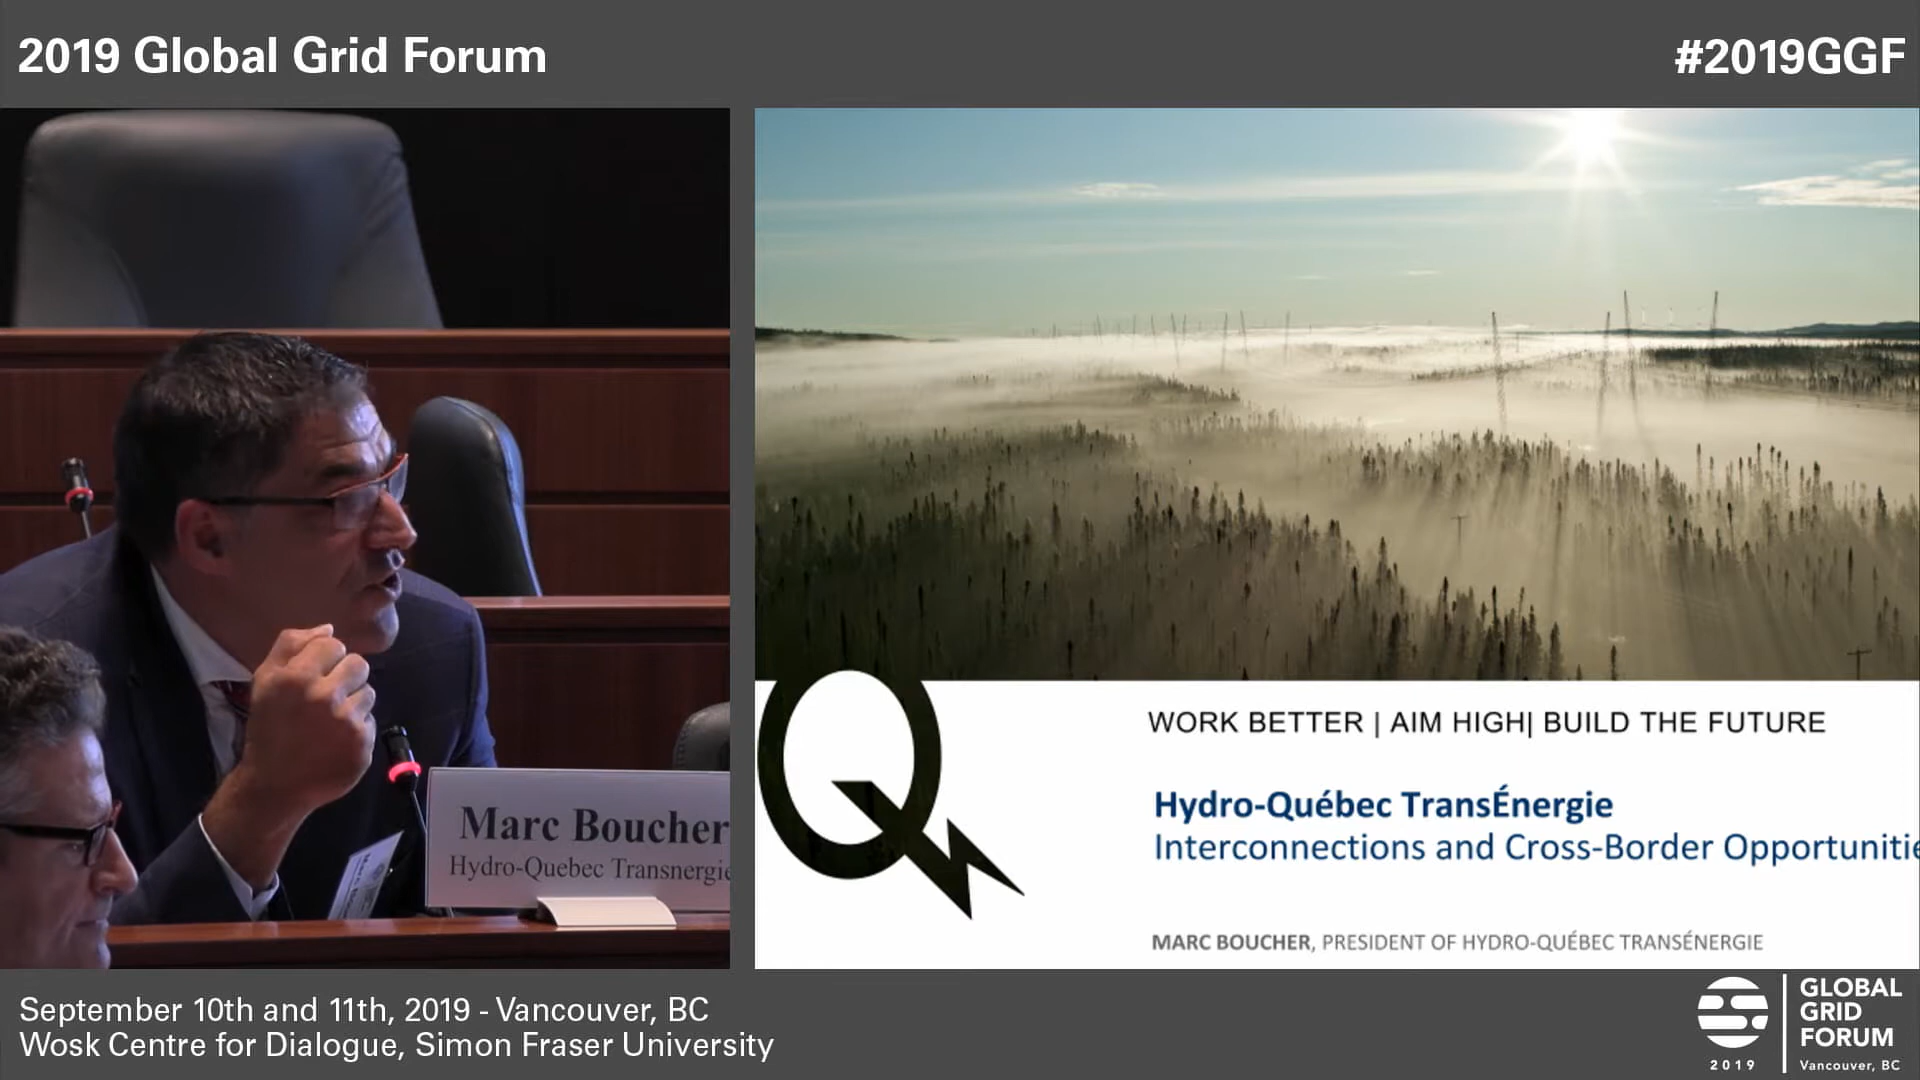 2019 Global Grid Forum
#2019GGF
Marc Boucher
Hydro-Quebec Transnergie
WORK BETTER | AIM HIGH| BUILD THE FUTURE
Hydro-Québec TransÉnergie
Interconnections and Cross-Border Opportunitie
MARC BOUCHER, PRESIDENT OF HYDRO-QUÉBEC TRANSÉNERGIE
September 10th and 11th, 2019 - Vancouver, BC
Wosk Centre for Dialogue, Simon Fraser University
2019
GLOBAL
GRID
FORUM
Vancouver, BC